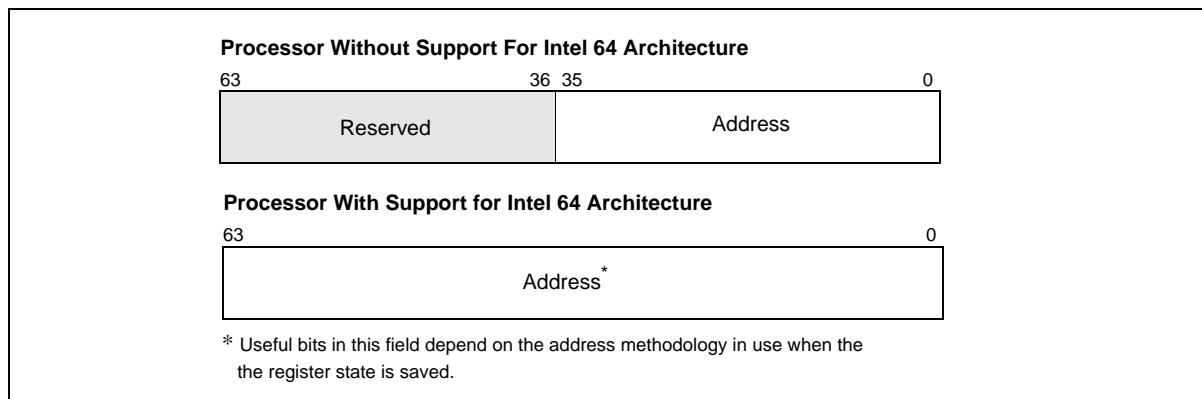 Processor Without Support For Intel 64 Architecture
63 36 35 0
Reserved Address
Processor With Support for Intel 64 Architecture
63 0
Address*
* Useful bits in this field depend on the address methodology in use when the
the register state is saved.